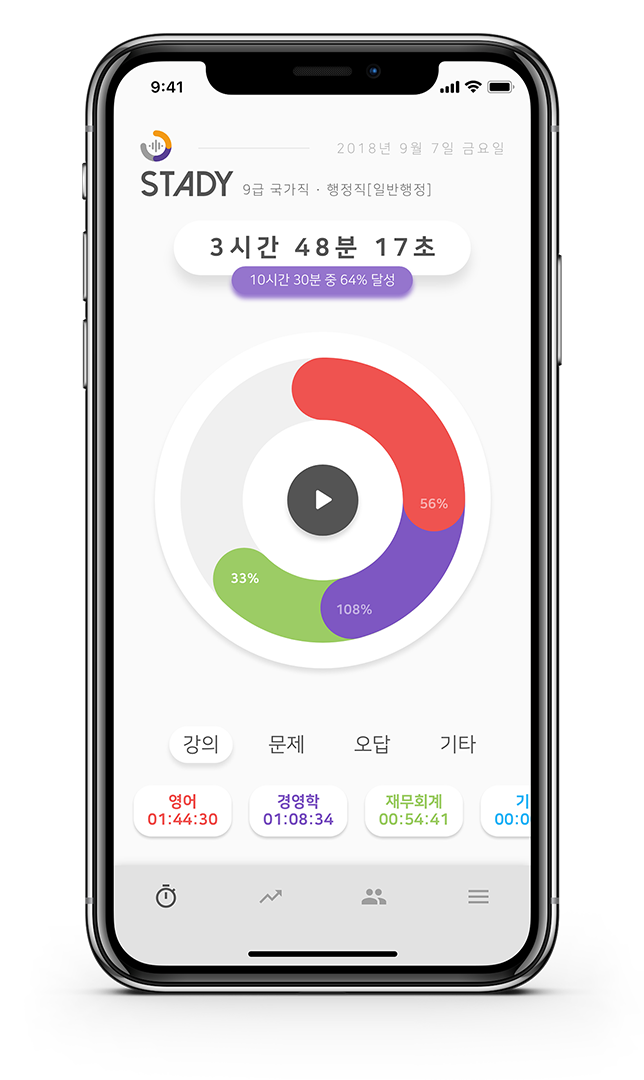 9:41
2018년 9월 7일 금요일
STADY 9급 국가직 · 행정직[일반행정]
3시간 48분 17초
10시간 30분 중 64% 달성
56%
33%
108%
강의 문제 오답 기타
영어 경영학 재무회계 기
01:44:30 01:08:34 00:54:41 00:0